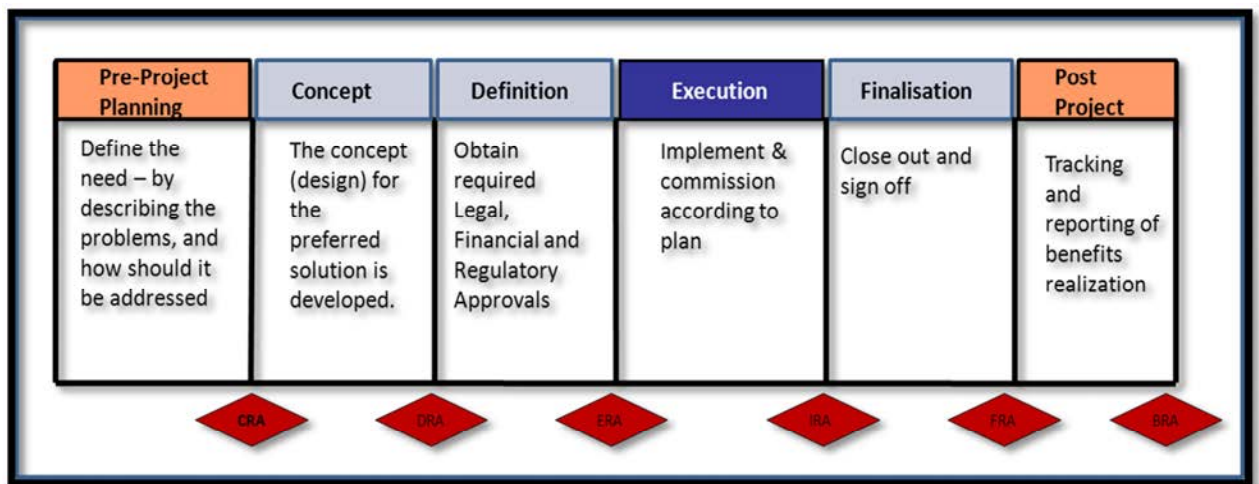 Pre-Project
Planning
Concept
Definition
Execution
Finalisation
Post
Project
Define the
need – by
describing the
problems, and
how should it
be addressed
The concept
(design) for
the
preferred
solution is
developed.
Obtain
required
Legal,
Financial and
Regulatory
Approvals
Implement &
commission
according to
plan
Close out and
sign off
Tracking
and
reporting of
benefits
realization
CRA
DRA
ERA
IRA
FRA
BRA